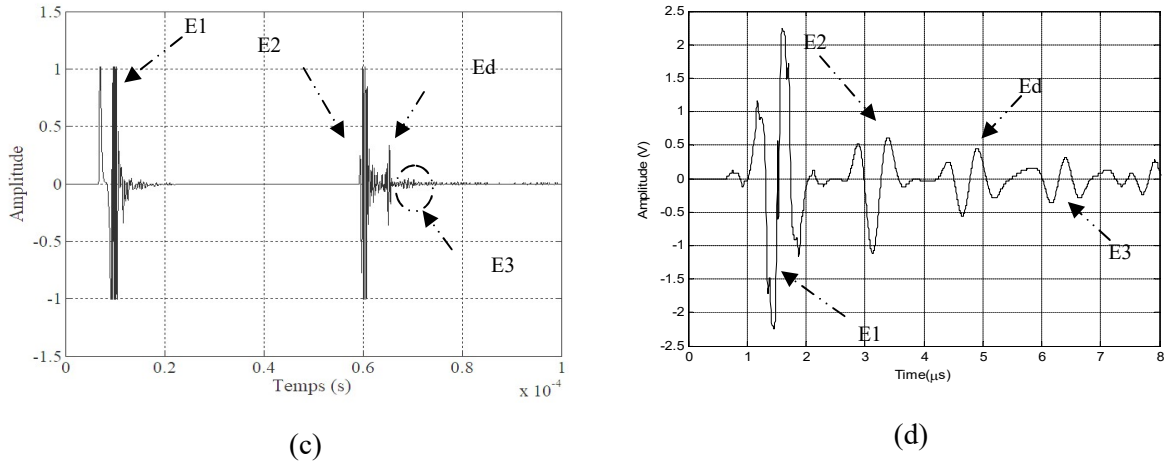 E1
E2
Ed
E3
1.5
1
0.5
0
-0.5
-1
-1.5
Amplitude
0
0.2
0.4
0.6
0.8
1
Temps (s)
x 10⁻⁴
(c)
E2
Ed
E3
E1
2.5
2
1.5
1
0.5
0
-0.5
-1
-1.5
-2
-2.5
Amplitude (V)
0
1
2
3
4
5
6
7
8
Time(μs)
(d)